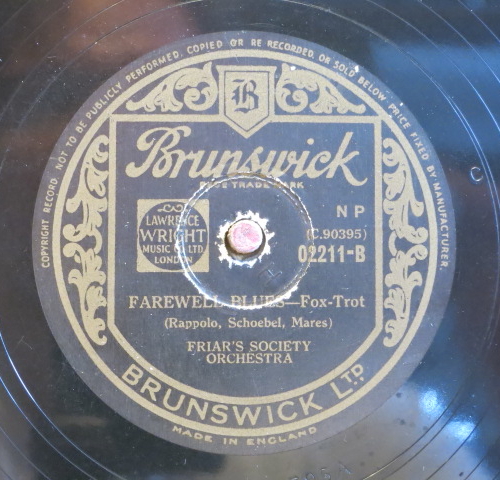 COPYRIGHT RECORD. NOT TO BE PUBLICLY PERFORMED, COPIED OR RE RECORDED, OR SOLD BELOW PRICE FIXED BY MANUFACTURER.
B
Brunswick
TRADE MARK
LAWRENCE
WRIGHT
MUSIC CO LTD
LONDON
N P
(C.90395)
02211-B
FAREWELL BLUES—Fox-Trot
(Rappolo, Schoebel, Mares)
FRIAR'S SOCIETY
ORCHESTRA
BRUNSWICK LTD.
MADE IN ENGLAND